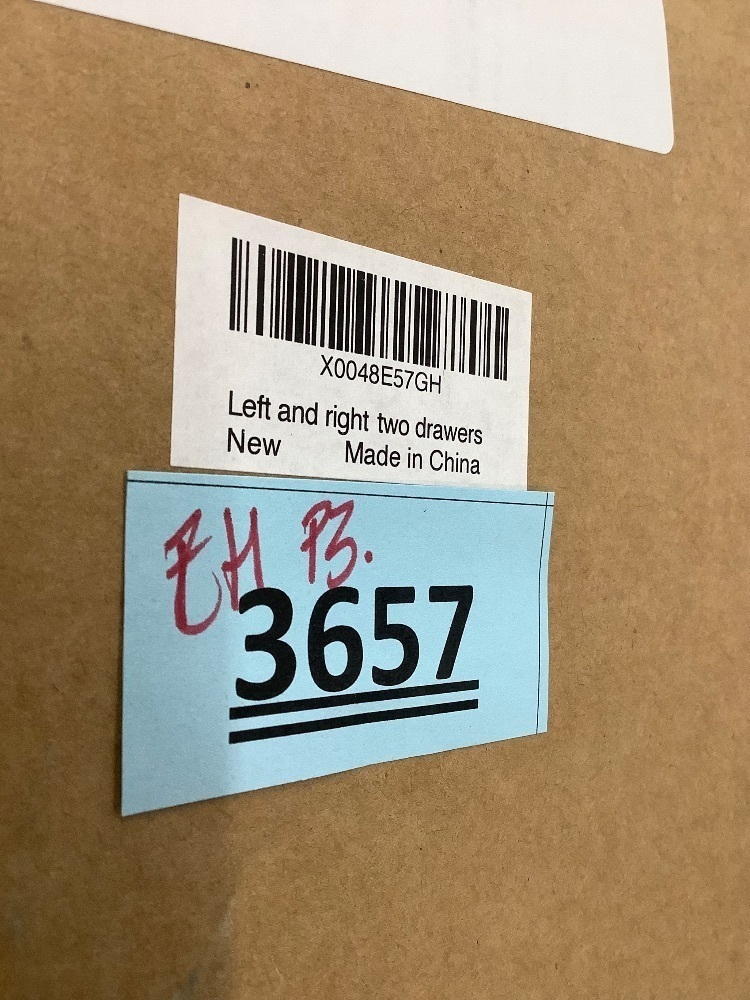 X0048E57GH
Left and right two drawers
New Made in China
EH P3.
3657